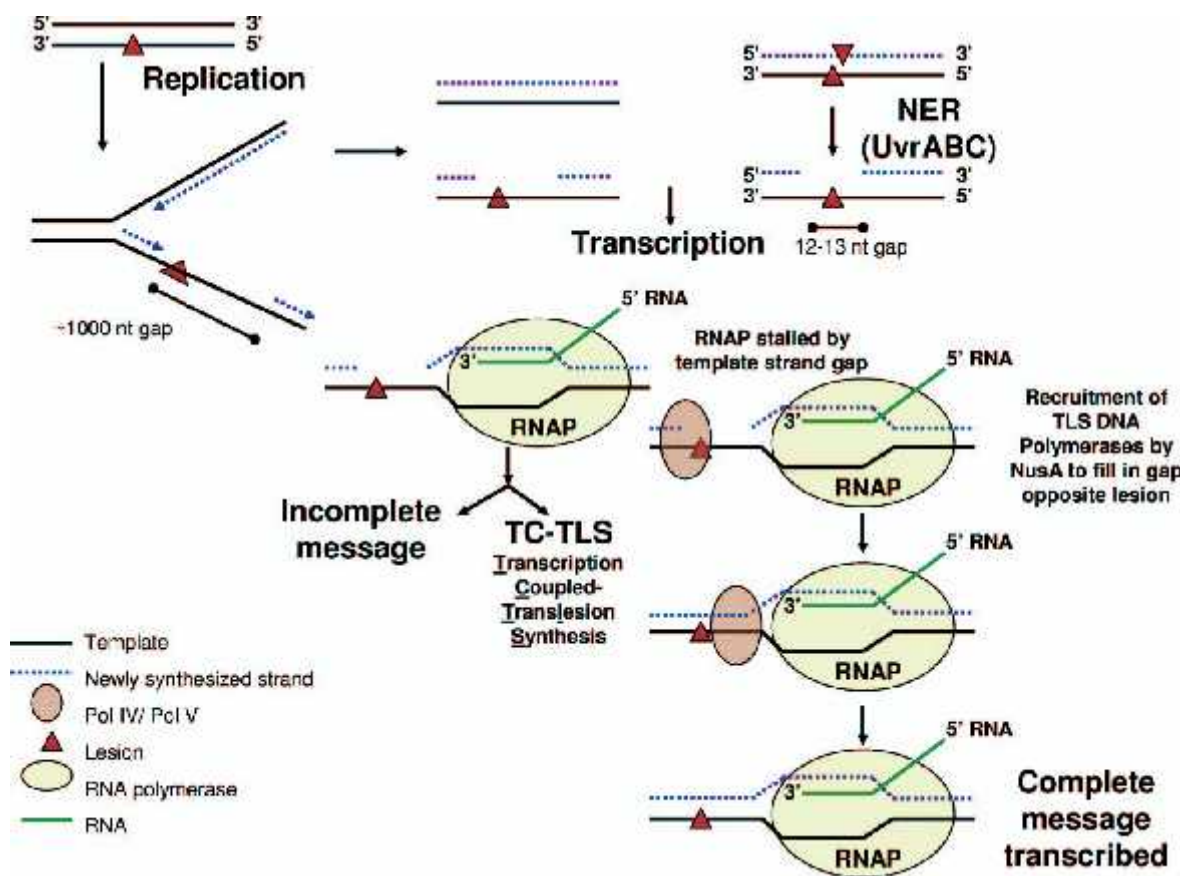 5' 3'
3' 5'
Replication
5' 3'
3' 5'
NER
(UvrABC)
5' 3'
3' 5'
12-13 nt gap
~1000 nt gap
Transcription
5' RNA
3'
RNAP
RNAP stalled by
template strand gap
5' RNA
3'
RNAP
Recruitment of
TLS DNA
Polymerases by
NusA to fill in gap
opposite lesion
Incomplete
message
TC-TLS
Transcription
Coupled-
Translesion
Synthesis
5' RNA
3'
RNAP
5' RNA
3'
RNAP
Complete
message
transcribed
Template
Newly synthesized strand
Pol IV/ Pol V
Lesion
RNA polymerase
RNA